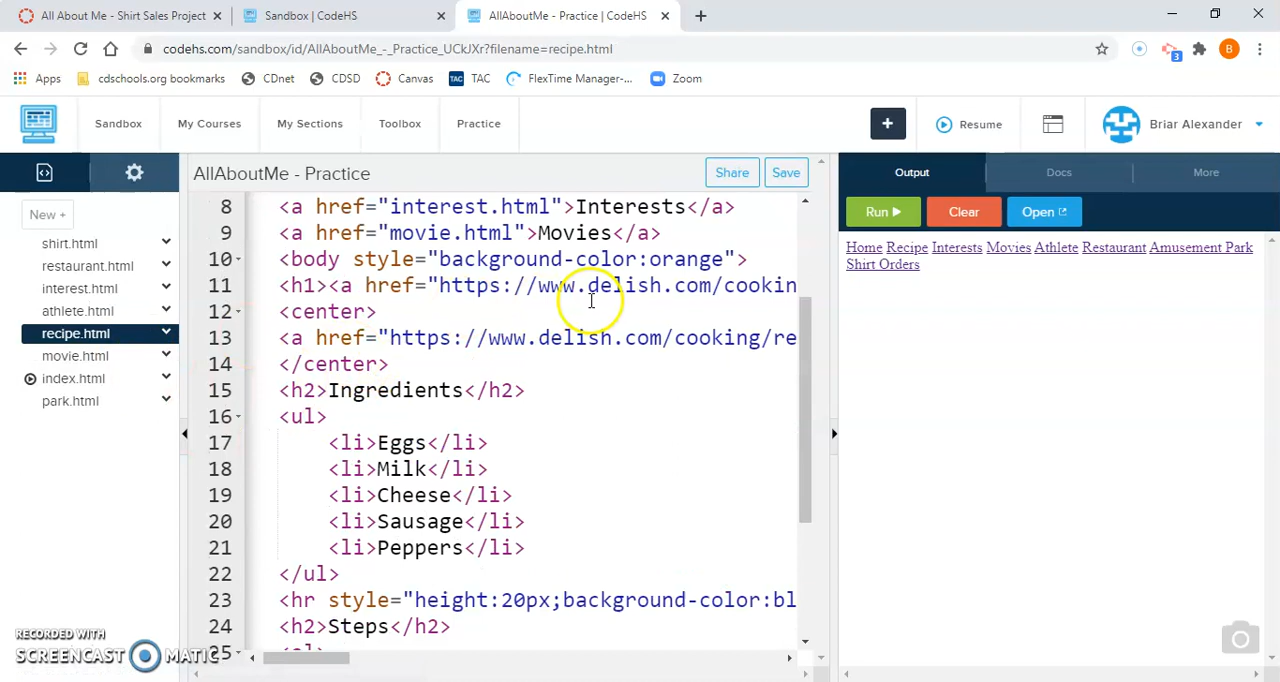 All About Me - Shirt Sales Project
Sandbox | CodeHS
AllAboutMe - Practice | CodeHS
codehs.com/sandbox/id/AllAboutMe_-_Practice_UCkJXr?filename=recipe.html
3
B
Apps
cdschools.org bookmarks
CDnet
CDSD
Canvas
TAC
TAC
FlexTime Manager-...
Zoom
Sandbox
My Courses
My Sections
Toolbox
Practice
+
Resume
Briar Alexander
AllAboutMe - Practice
Share
Save
Output
Docs
More
New +
Run
Clear
Open
shirt.html
restaurant.html
interest.html
athlete.html
recipe.html
movie.html
index.html
park.html
8 <a href="interest.html">Interests</a>
9 <a href="movie.html">Movies</a>
10 <body style="background-color:orange">
11 <h1><a href="https://www.delish.com/cookin
12 <center>
13 <a href="https://www.delish.com/cooking/re
14 </center>
15 <h2>Ingredients</h2>
16 <ul>
17 <li>Eggs</li>
18 <li>Milk</li>
19 <li>Cheese</li>
20 <li>Sausage</li>
21 <li>Peppers</li>
22 </ul>
23 <hr style="height:20px;background-color:bl
24 <h2>Steps</h2>
25
Home Recipe Interests Movies Athlete Restaurant Amusement Park
Shirt Orders
RECORDED WITH
SCREENCAST MATIC